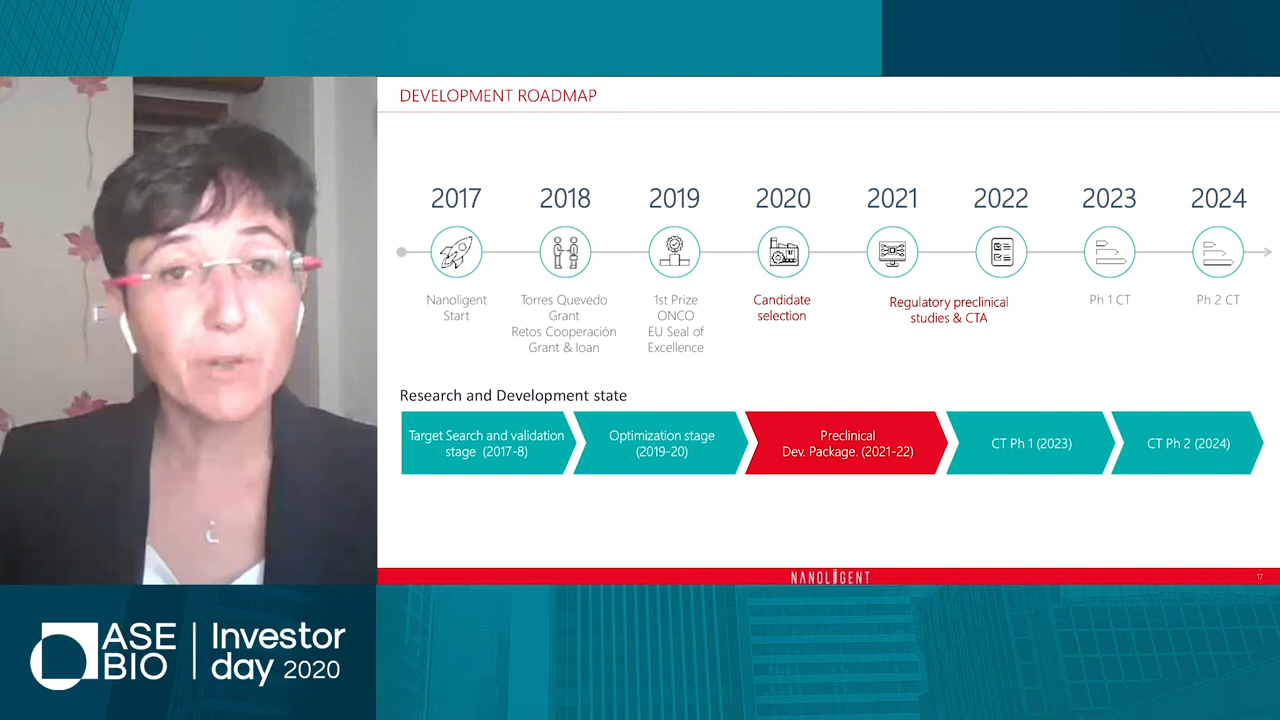 DEVELOPMENT ROADMAP
2017
2018
2019
2020
2021
2022
2023
2024
Nanoligent
Start
Torres Quevedo
Grant
Retos Cooperación
Grant & loan
1st Prize
ONCO
EU Seal of
Excellence
Candidate
selection
Regulatory preclinical
studies & CTA
Ph 1 CT
Ph 2 CT
Research and Development state
Target Search and validation
stage (2017-8)
Optimization stage
(2019-20)
Preclinical
Dev. Package. (2021-22)
CT Ph 1 (2023)
CT Ph 2 (2024)
NANOLIGENT
17
ASE
BIO
Investor
day 2020